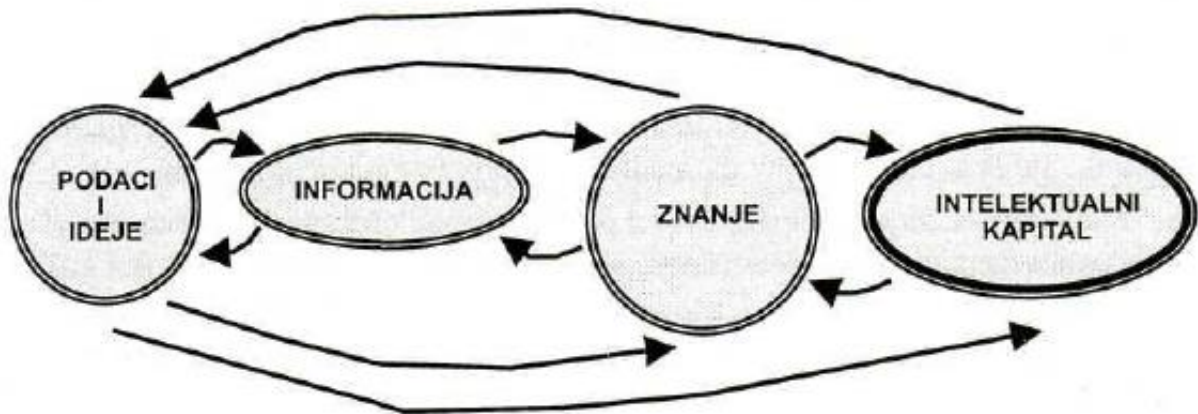 PODACI
I
IDEJE
INFORMACIJA
ZNANJE
INTELEKTUALNI
KAPITAL